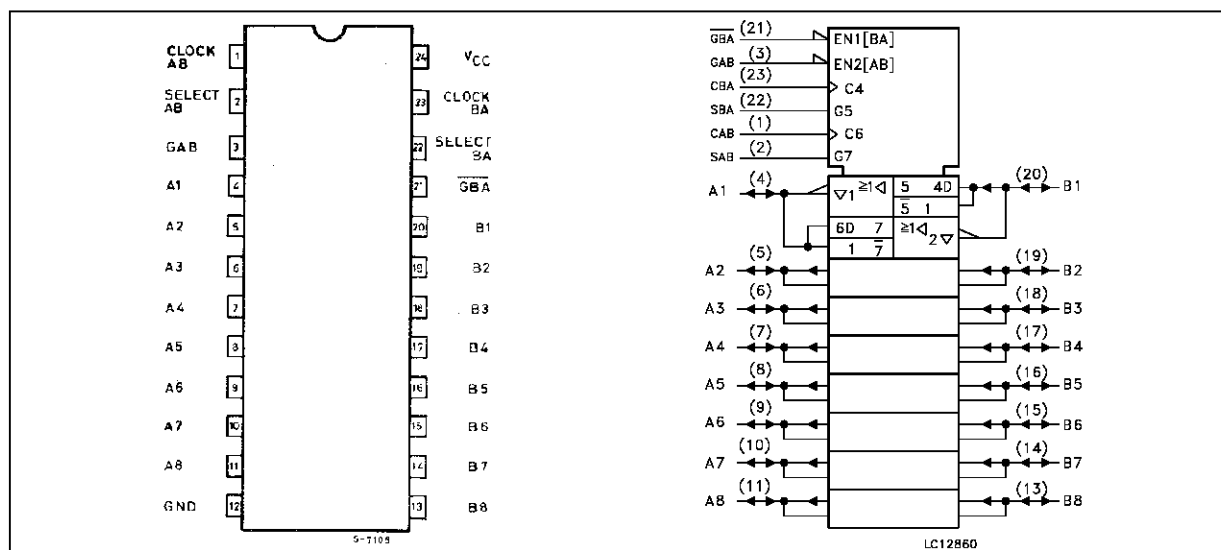 CLOCK
AB
1
SELECT
AB
2
GAB
3
A1
4
A2
5
A3
6
A4
7
A5
8
A6
9
A7
10
A8
11
GND
12
24
VCC
23
CLOCK
BA
22
SELECT
BA
21
GBA
20
B1
19
B2
18
B3
17
B4
16
B5
15
B6
14
B7
13
B8
S-7109
GBA (21) EN1[BA]
GAB (3) EN2[AB]
CBA (23) C4
SBA (22) G5
CAB (1) C6
SAB (2) G7
A1 (4) ▽1 ≥1◁ 5 4D (20) B1
5 1
6D 7 ≥1◁ 2▽
1 7
A2 (5) (19) B2
A3 (6) (18) B3
A4 (7) (17) B4
A5 (8) (16) B5
A6 (9) (15) B6
A7 (10) (14) B7
A8 (11) (13) B8
LC12860